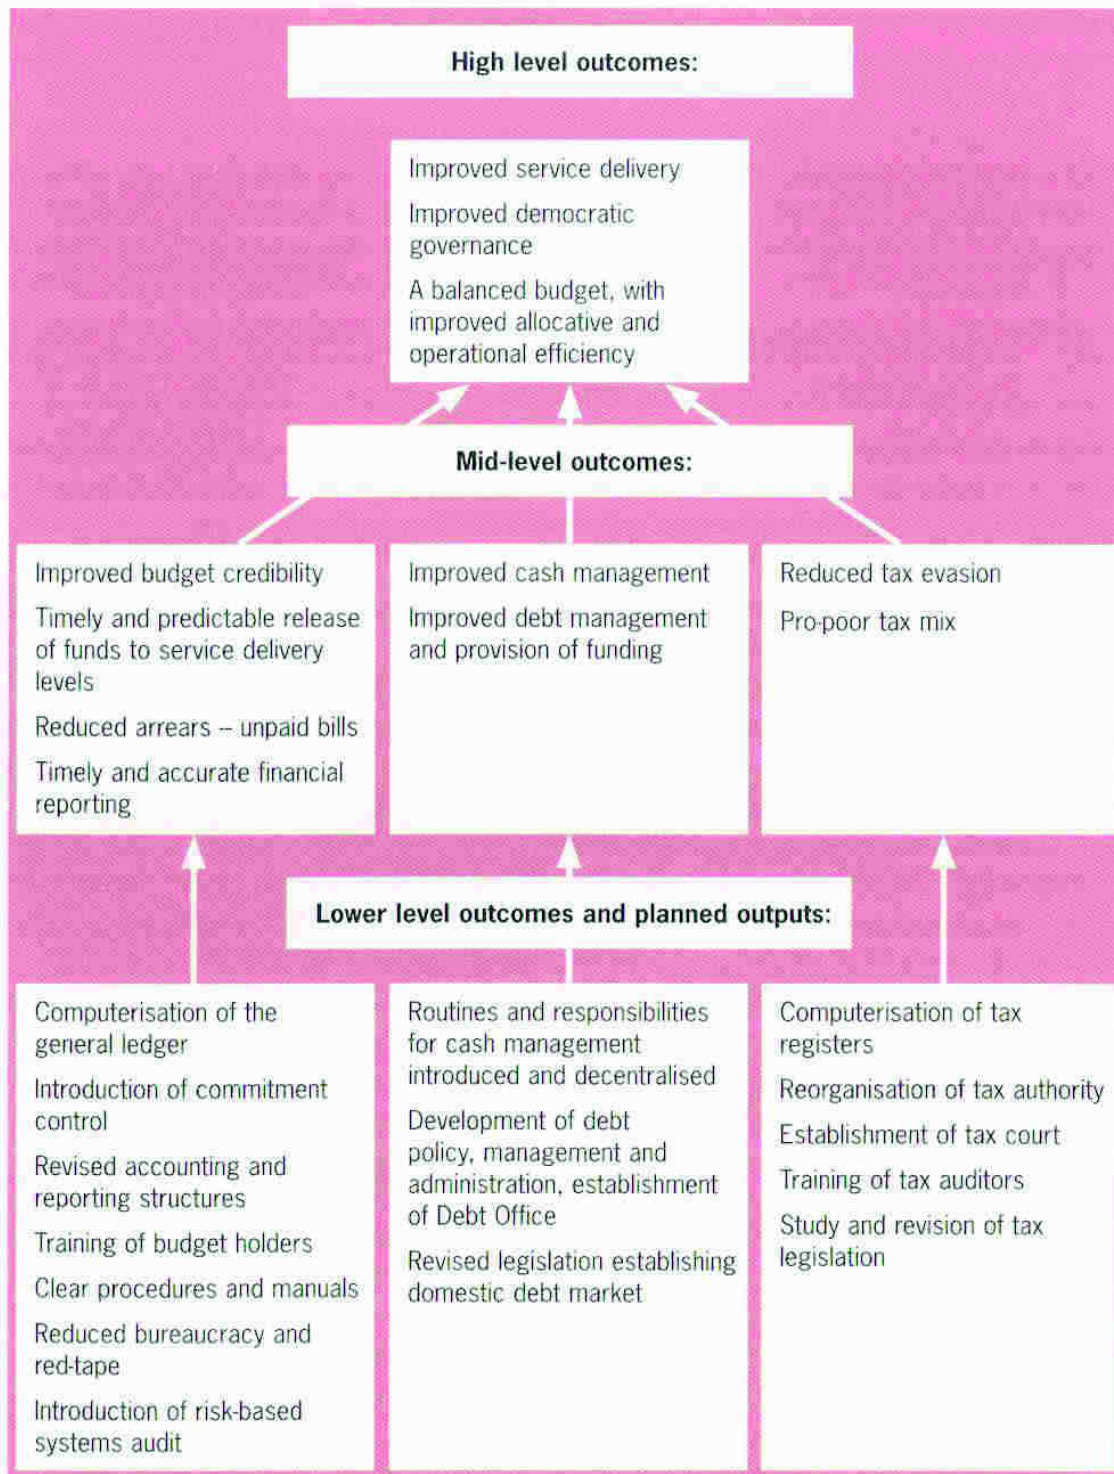 High level outcomes:
Improved service delivery
Improved democratic
governance
A balanced budget, with
improved allocative and
operational efficiency
Mid-level outcomes:
Improved budget credibility
Timely and predictable release
of funds to service delivery
levels
Reduced arrears – unpaid bills
Timely and accurate financial
reporting
Improved cash management
Improved debt management
and provision of funding
Reduced tax evasion
Pro-poor tax mix
Lower level outcomes and planned outputs:
Computerisation of the
general ledger
Introduction of commitment
control
Revised accounting and
reporting structures
Training of budget holders
Clear procedures and manuals
Reduced bureaucracy and
red-tape
Introduction of risk-based
systems audit
Routines and responsibilities
for cash management
introduced and decentralised
Development of debt
policy, management and
administration, establishment
of Debt Office
Revised legislation establishing
domestic debt market
Computerisation of tax
registers
Reorganisation of tax authority
Establishment of tax court
Training of tax auditors
Study and revision of tax
legislation